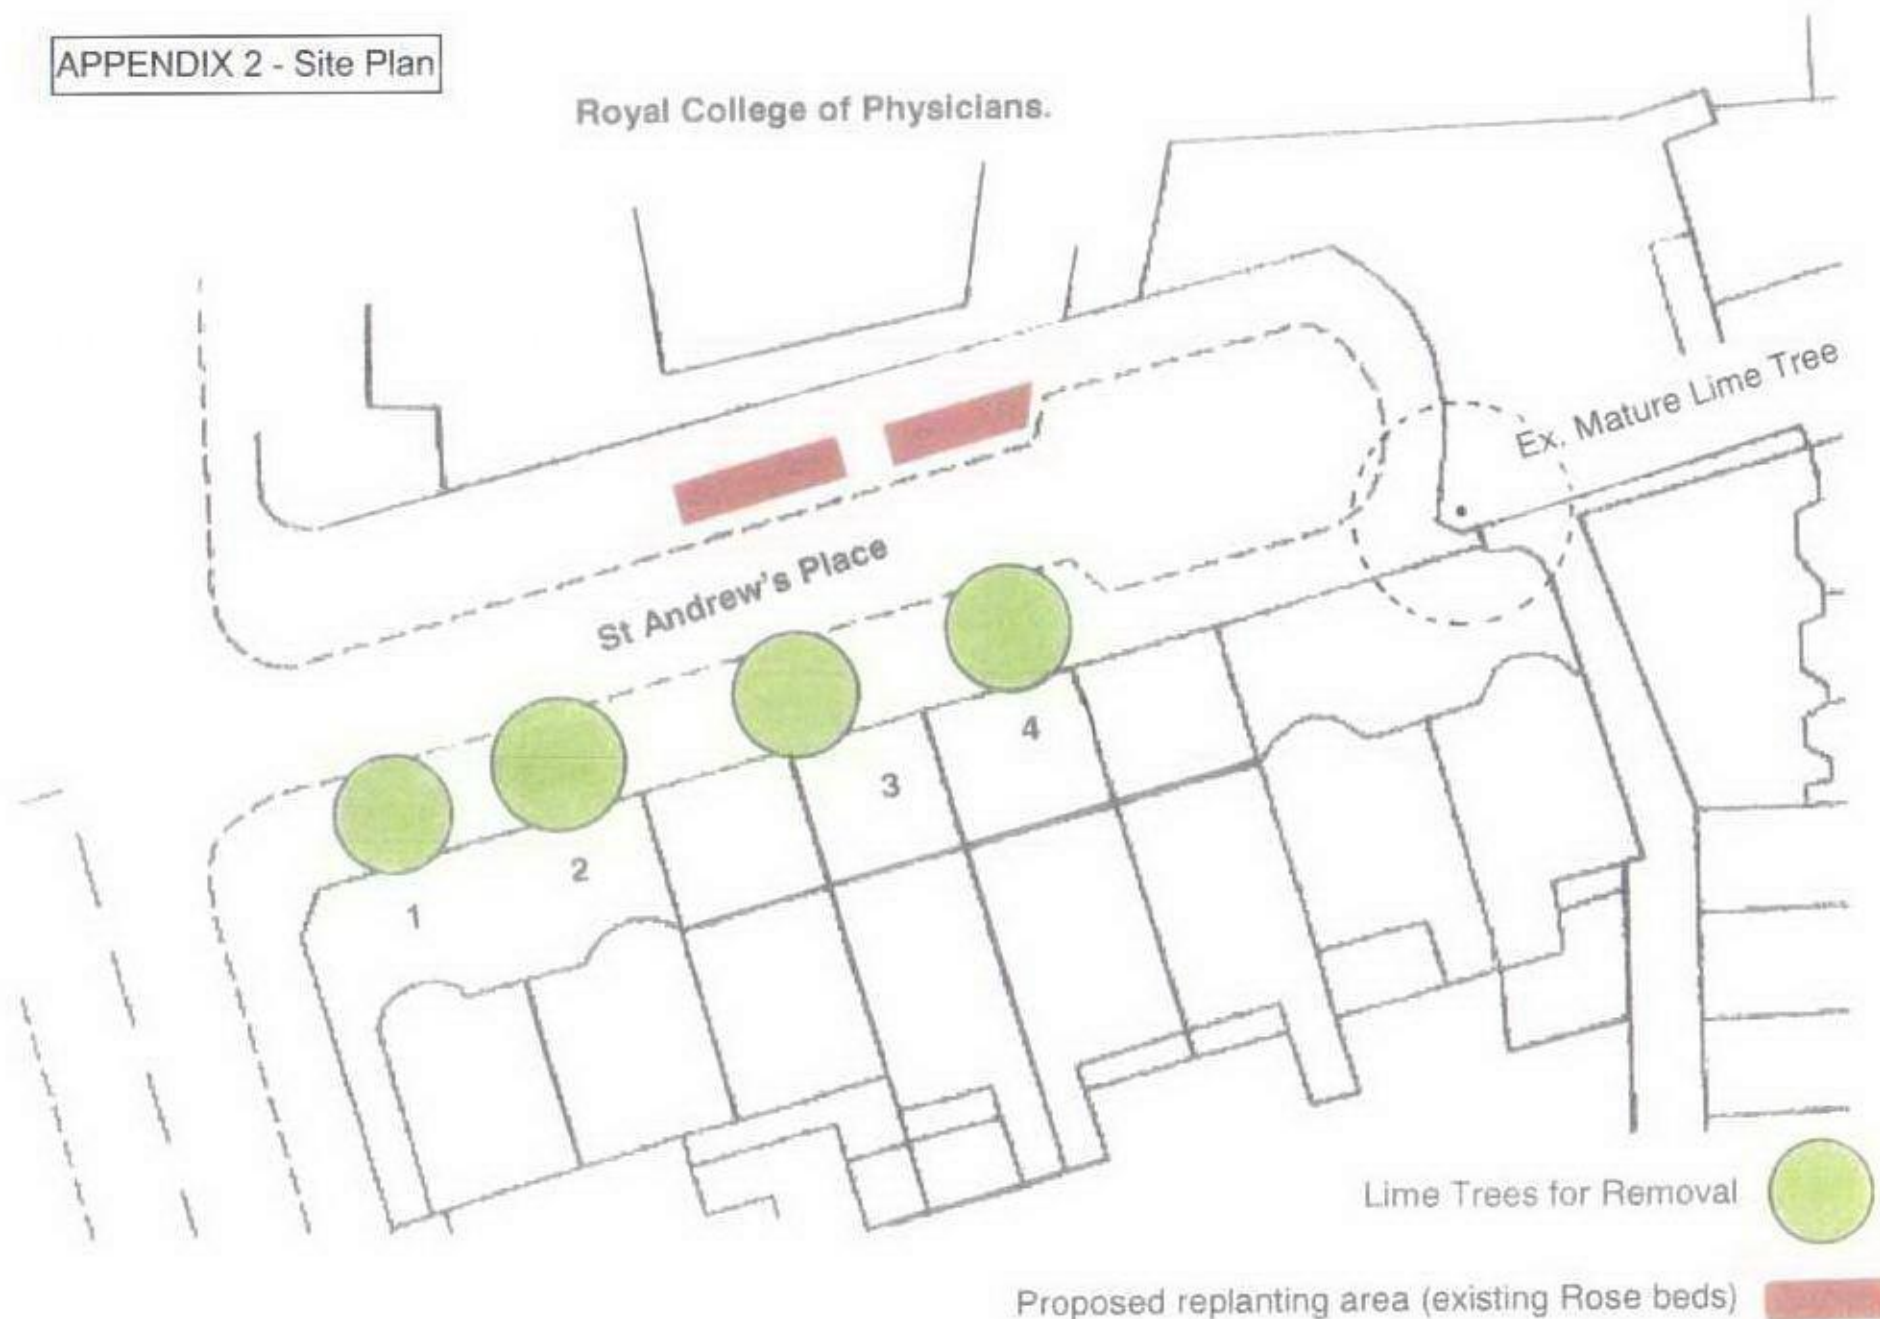 APPENDIX 2 - Site Plan
Royal College of Physicians.
Ex. Mature Lime Tree
St Andrew's Place
4
3
2
1
Lime Trees for Removal
Proposed replanting area (existing Rose beds)